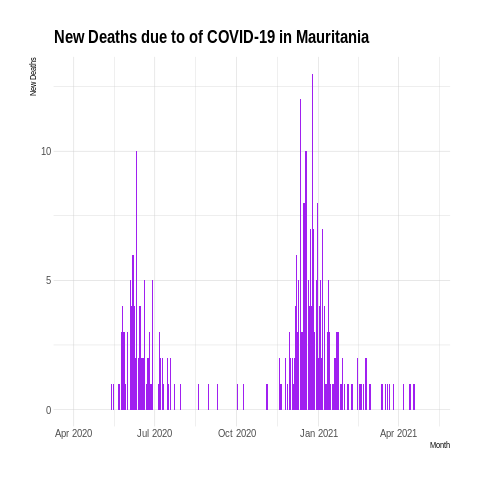 New Deaths due to of COVID-19 in Mauritania
New Deaths
10
5
0
Apr 2020 Jul 2020 Oct 2020 Jan 2021 Apr 2021
Month